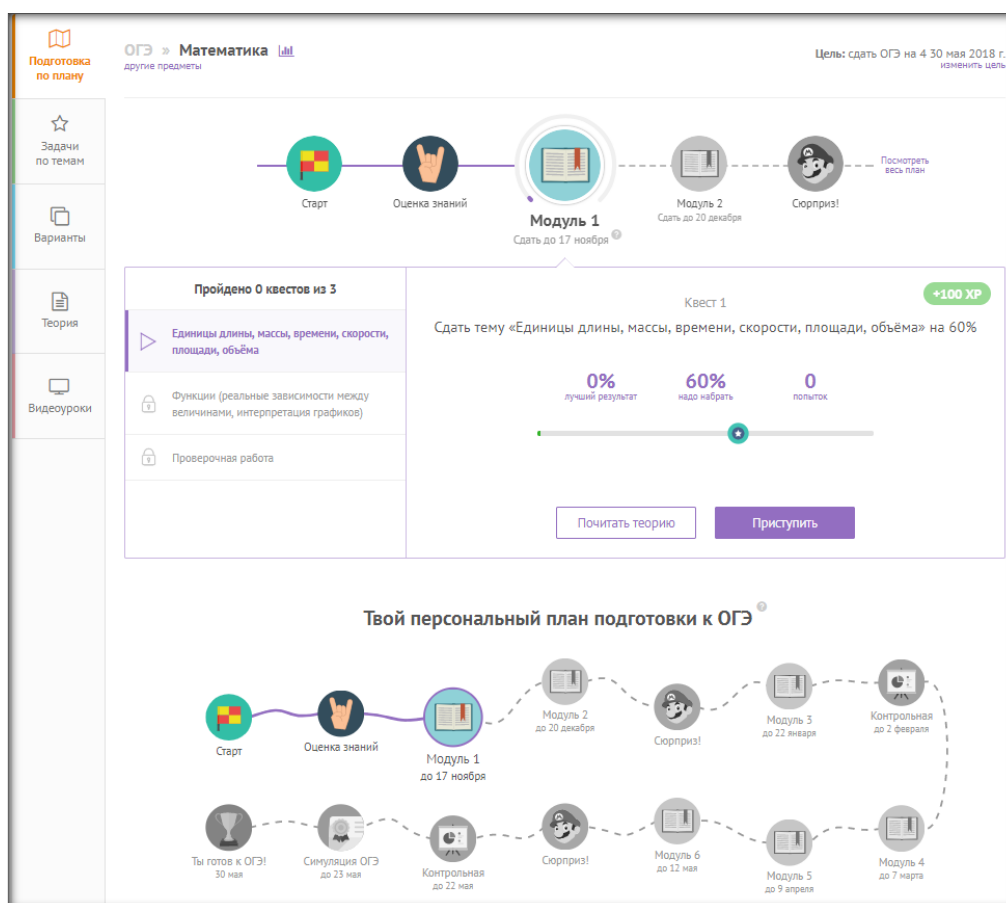 Подготовка
по плану
Задачи
по темам
Варианты
Теория
Видеоуроки
ОГЭ » Математика
другие предметы
Цель: сдать ОГЭ на 4 30 мая 2018 г.
изменить цель
Старт
Оценка знаний
Модуль 1
Сдать до 17 ноября ?
Модуль 2
Сдать до 20 декабря
Сюрприз!
Посмотреть
весь план
Пройдено 0 квестов из 3
Единицы длины, массы, времени, скорости,
площади, объёма
Функции (реальные зависимости между
величинами, интерпретация графиков)
Проверочная работа
+100 XP
Квест 1
Сдать тему «Единицы длины, массы, времени, скорости, площади, объёма» на 60%
0%
лучший результат
60%
надо набрать
0
попыток
Почитать теорию
Приступить
Твой персональный план подготовки к ОГЭ ?
Старт
Оценка знаний
Модуль 1
до 17 ноября
Модуль 2
до 20 декабря
Сюрприз!
Модуль 3
до 22 января
Контрольная
до 2 февраля
Ты готов к ОГЭ!
30 мая
Симуляция ОГЭ
до 23 мая
Контрольная
до 22 мая
Сюрприз!
Модуль 6
до 12 мая
Модуль 5
до 9 апреля
Модуль 4
до 7 марта